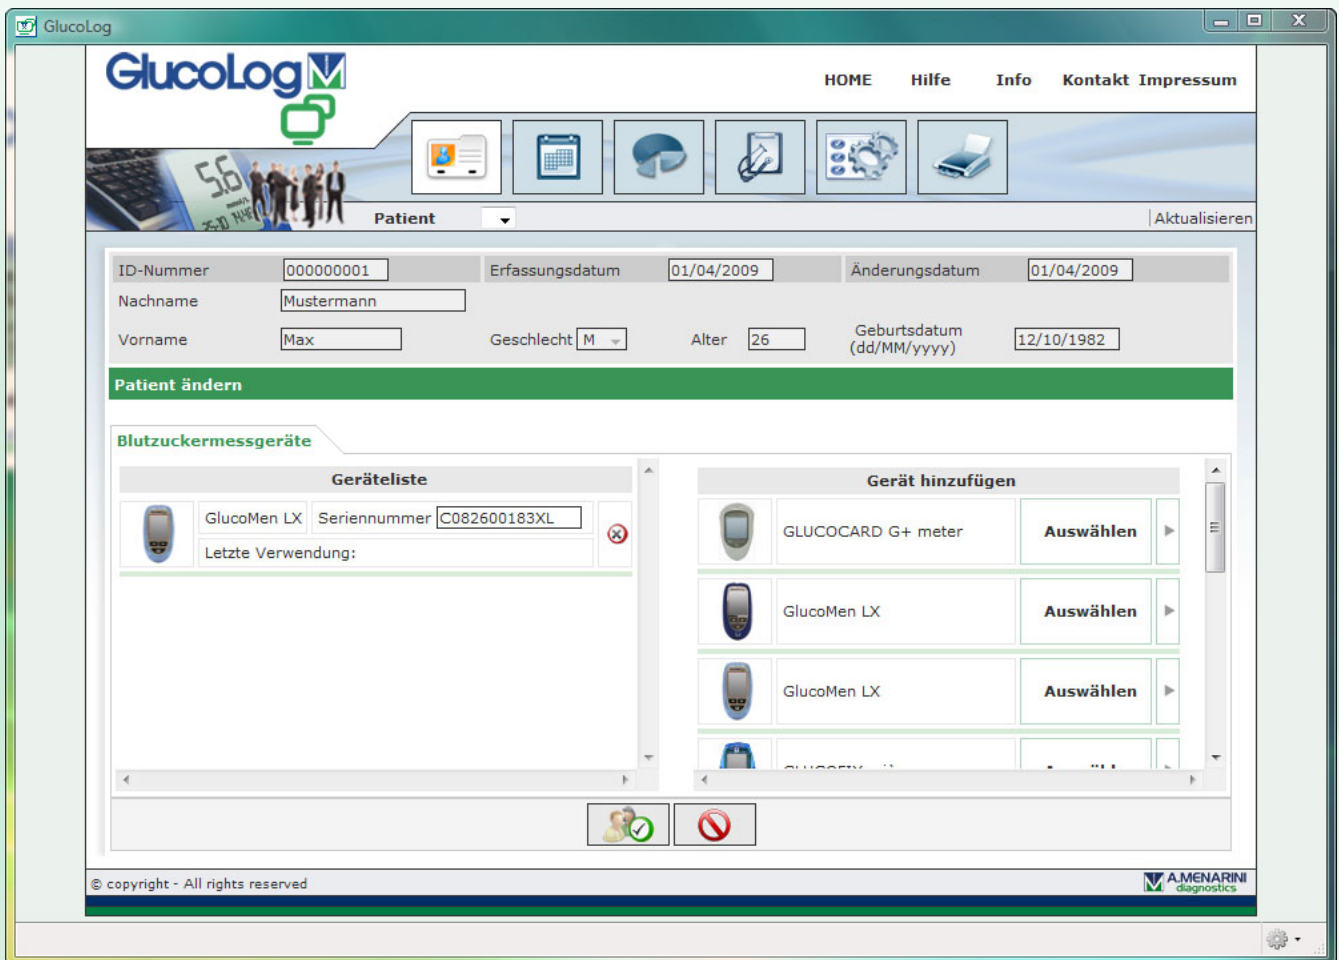 GlucoLog
GlucoLog
HOME Hilfe Info Kontakt Impressum
5.6
mmol/L
Patient
Aktualisieren
ID-Nummer 000000001 Erfassungsdatum 01/04/2009 Änderungsdatum 01/04/2009
Nachname Mustermann
Vorname Max Geschlecht M Alter 26 Geburtsdatum
(dd/MM/yyyy) 12/10/1982
Patient ändern
Blutzuckermessgeräte
Geräteliste
GlucoMen LX Seriennummer C082600183XL
Letzte Verwendung:
Gerät hinzufügen
GLUCOCARD G+ meter Auswählen
GlucoMen LX Auswählen
GlucoMen LX Auswählen
© copyright - All rights reserved
A.MENARINI
diagnostics